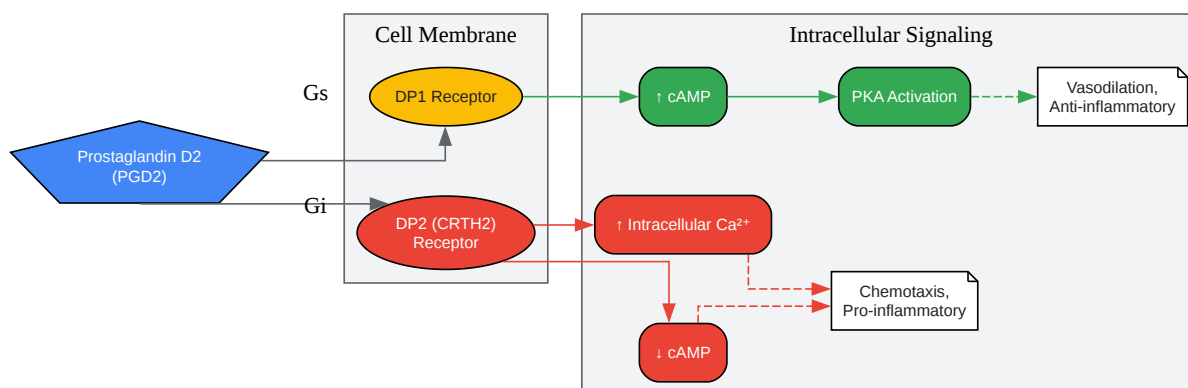 Cell Membrane
Intracellular Signaling
Gs
DP1 Receptor
↑ cAMP
PKA Activation
Vasodilation,
Anti-inflammatory
Prostaglandin D2
(PGD2)
Gi
DP2 (CRTH2)
Receptor
↑ Intracellular Ca²⁺
Chemotaxis,
Pro-inflammatory
↓ cAMP